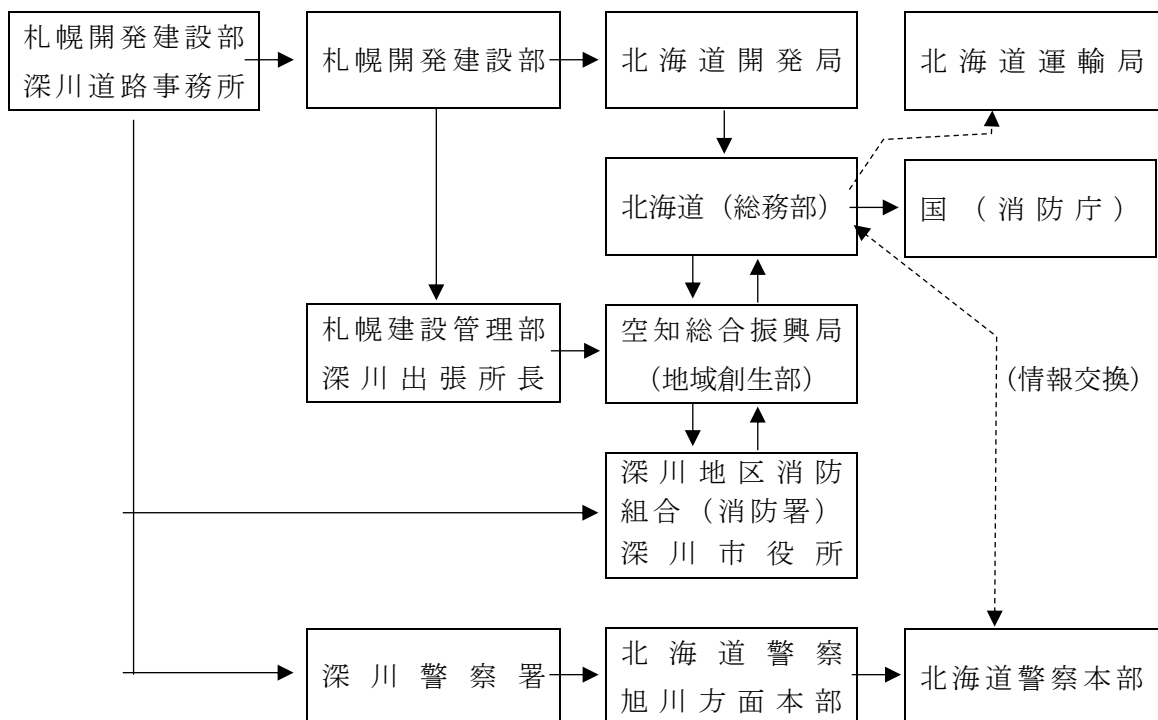 札幌開発建設部
深川道路事務所
札幌開発建設部
北海道開発局
北海道運輸局
北海道（総務部）
国（消防庁）
札幌建設管理部
深川出張所長
空知総合振興局
（地域創生部）
（情報交換）
深川地区消防
組合（消防署）
深川市役所
深川警察署
北海道警察
旭川方面本部
北海道警察本部